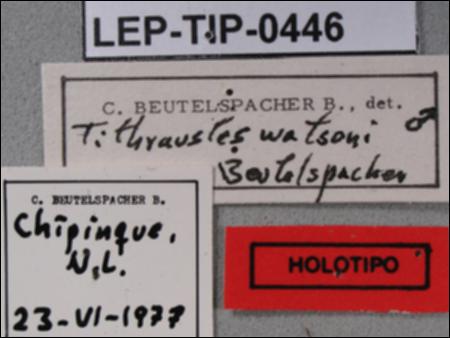 LEP-TIP-0446
C. BEUTELSPACHER B., det.
Tithraustes watsoni ♂
Beutelspacher
C. BEUTELSPACHER B.
Chipinque,
N.L.
23-VI-1977
HOLOTIPO